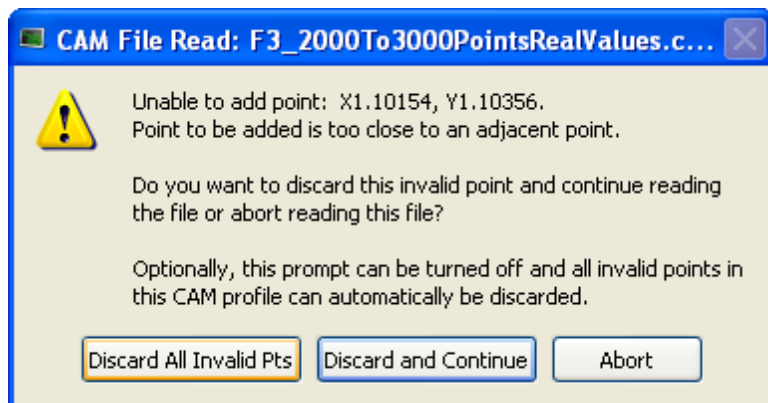 CAM File Read: F3_2000To3000PointsRealValues.c...
Unable to add point: X1.10154, Y1.10356.
Point to be added is too close to an adjacent point.
Do you want to discard this invalid point and continue reading
the file or abort reading this file?
Optionally, this prompt can be turned off and all invalid points in
this CAM profile can automatically be discarded.
Discard All Invalid Pts Discard and Continue Abort